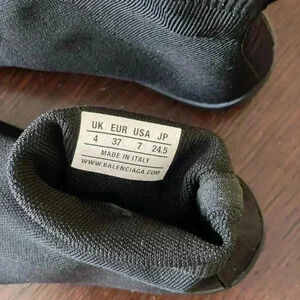 UK EUR USA JP
4 37 7 24.5
MADE IN ITALY
WWW.BALENCIAGA.COM